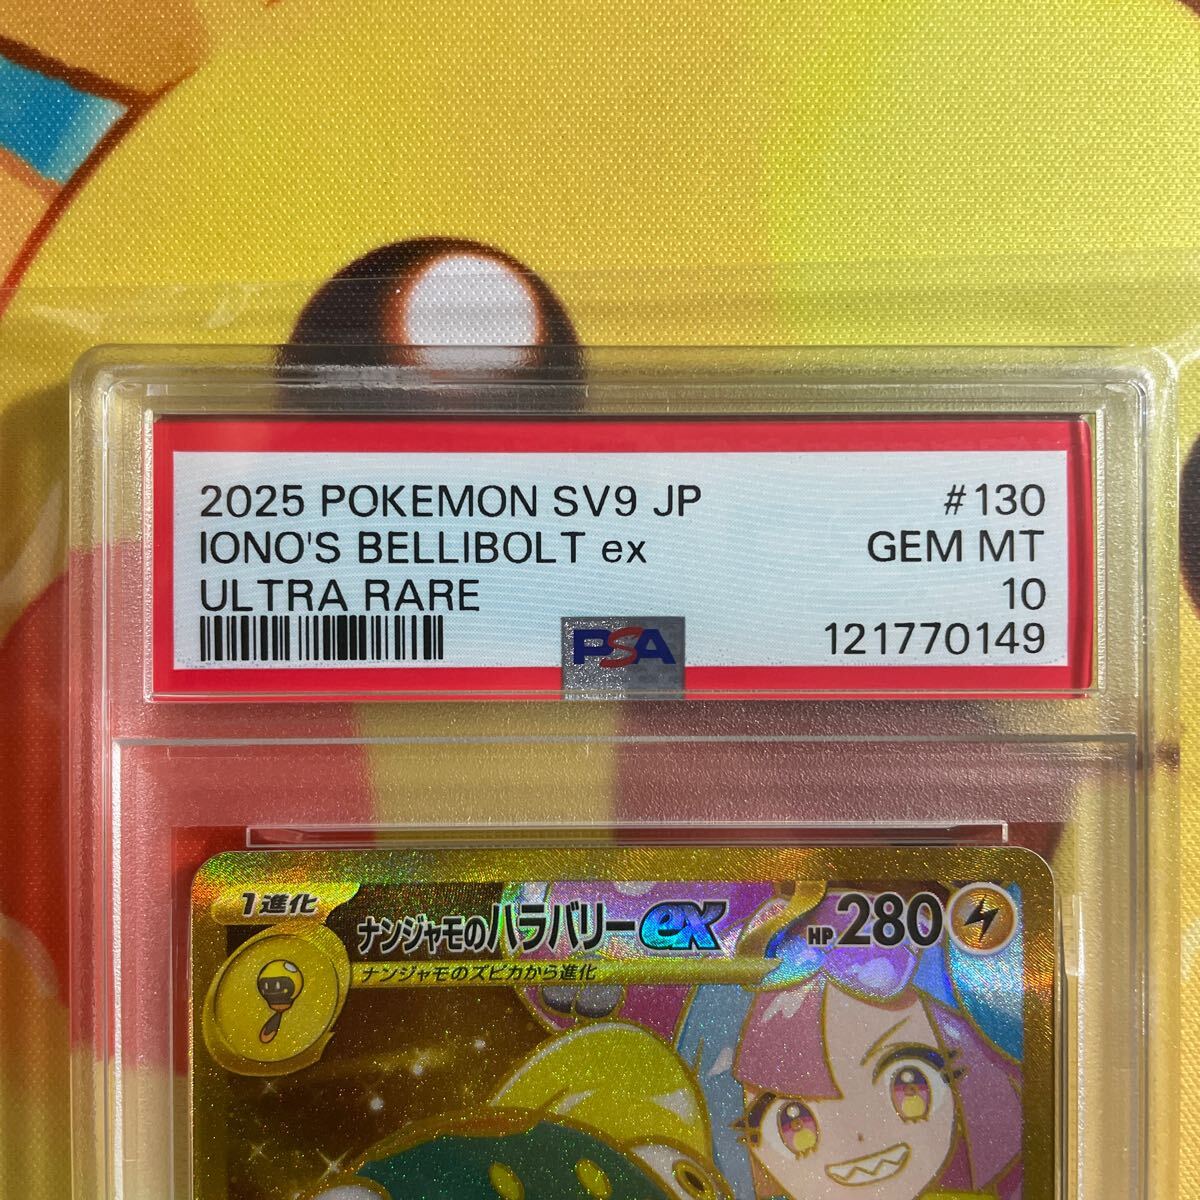 2025 POKEMON SV9 JP #130
IONO'S BELLIBOLT ex GEM MT
ULTRA RARE 10
PSA 121770149
1進化 ナンジャモのハラバリーex HP280
ナンジャモのズピカから進化